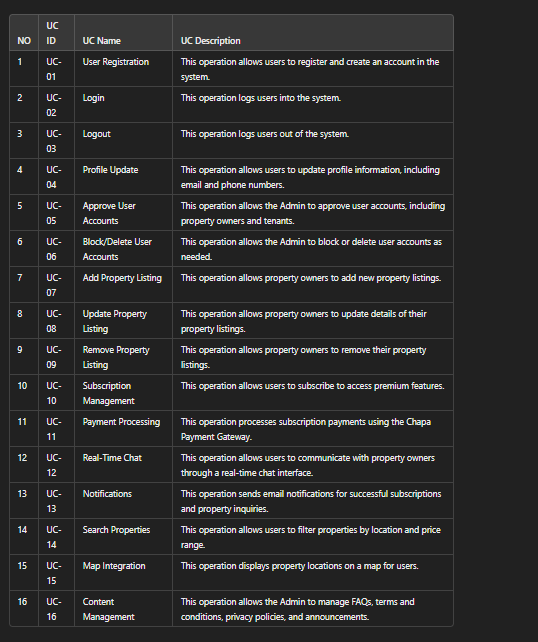 NO UC ID UC Name UC Description
1 UC-01 User Registration This operation allows users to register and create an account in the system.
2 UC-02 Login This operation logs users into the system.
3 UC-03 Logout This operation logs users out of the system.
4 UC-04 Profile Update This operation allows users to update profile information, including email and phone numbers.
5 UC-05 Approve User Accounts This operation allows the Admin to approve user accounts, including property owners and tenants.
6 UC-06 Block/Delete User Accounts This operation allows the Admin to block or delete user accounts as needed.
7 UC-07 Add Property Listing This operation allows property owners to add new property listings.
8 UC-08 Update Property Listing This operation allows property owners to update details of their property listings.
9 UC-09 Remove Property Listing This operation allows property owners to remove their property listings.
10 UC-10 Subscription Management This operation allows users to subscribe to access premium features.
11 UC-11 Payment Processing This operation processes subscription payments using the Chapa Payment Gateway.
12 UC-12 Real-Time Chat This operation allows users to communicate with property owners through a real-time chat interface.
13 UC-13 Notifications This operation sends email notifications for successful subscriptions and property inquiries.
14 UC-14 Search Properties This operation allows users to filter properties by location and price range.
15 UC-15 Map Integration This operation displays property locations on a map for users.
16 UC-16 Content Management This operation allows the Admin to manage FAQs, terms and conditions, privacy policies, and announcements.